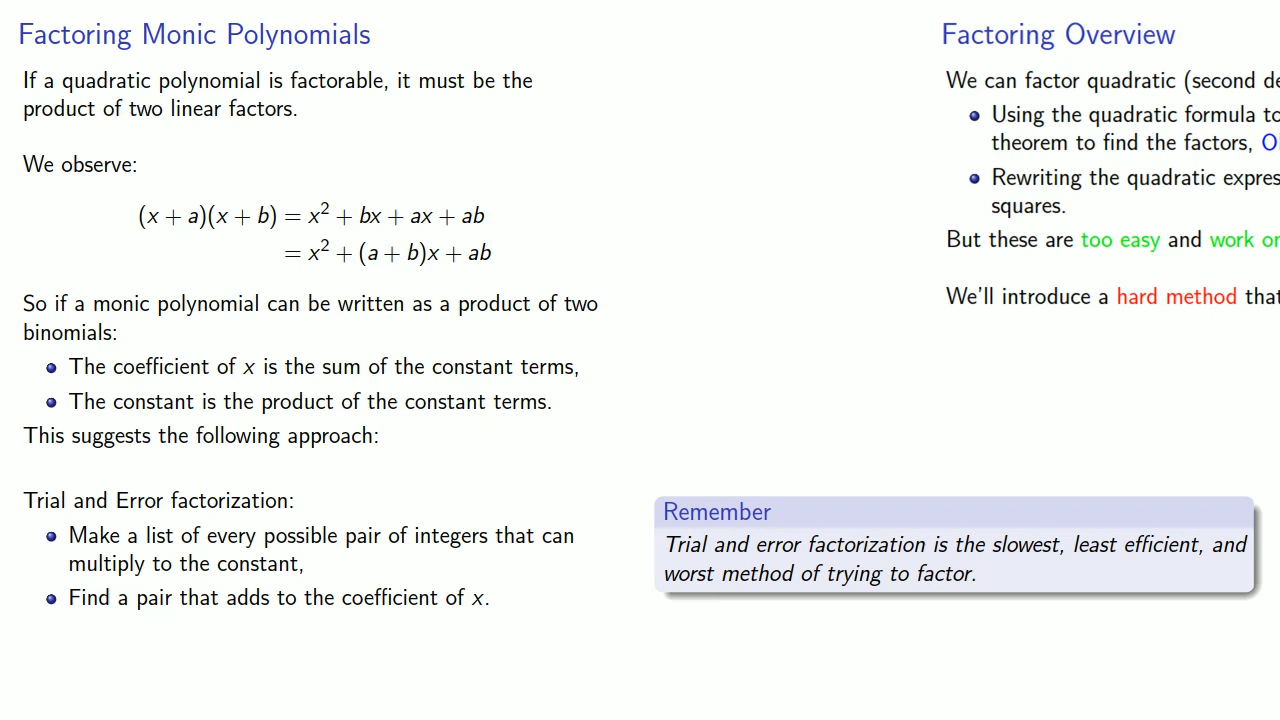 Factoring Monic Polynomials
If a quadratic polynomial is factorable, it must be the
product of two linear factors.
We observe:
(x + a)(x + b) = x² + bx + ax + ab
= x² + (a + b)x + ab
So if a monic polynomial can be written as a product of two
binomials:
The coefficient of x is the sum of the constant terms,
The constant is the product of the constant terms.
This suggests the following approach:
Trial and Error factorization:
Make a list of every possible pair of integers that can
multiply to the constant,
Find a pair that adds to the coefficient of x.
Factoring Overview
We can factor quadratic (second
Using the quadratic formula to
theorem to find the factors,
Rewriting the quadratic
squares.
But these are too easy and work
We'll introduce a hard method that
Remember
Trial and error factorization is the slowest, least efficient, and
worst method of trying to factor.